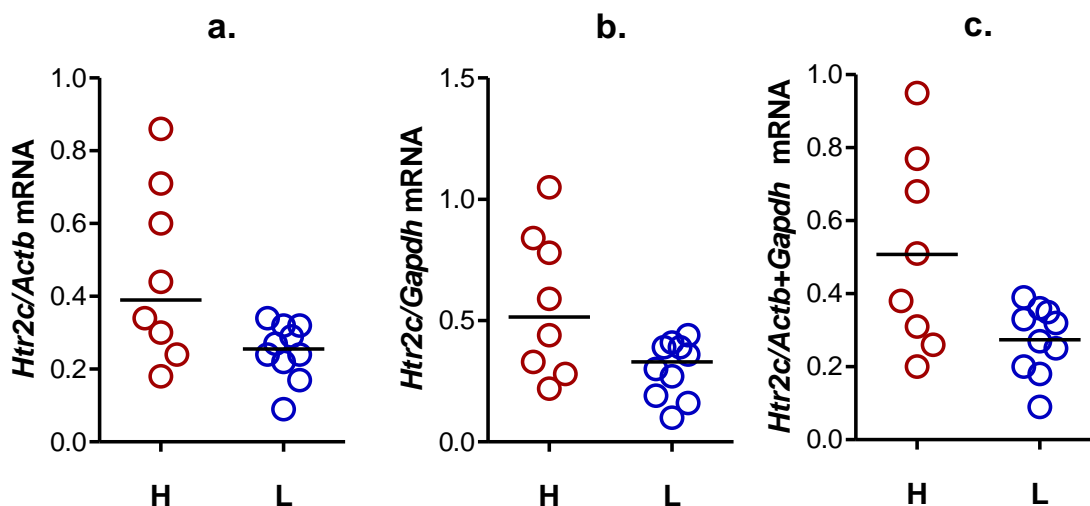 a.
Htr2c/Actb mRNA
1.0
0.8
0.6
0.4
0.2
0.0
H L
b.
Htr2c/Gapdh mRNA
1.5
1.0
0.5
0.0
H L
c.
Htr2c/Actb+Gapdh mRNA
1.0
0.8
0.6
0.4
0.2
0.0
H L